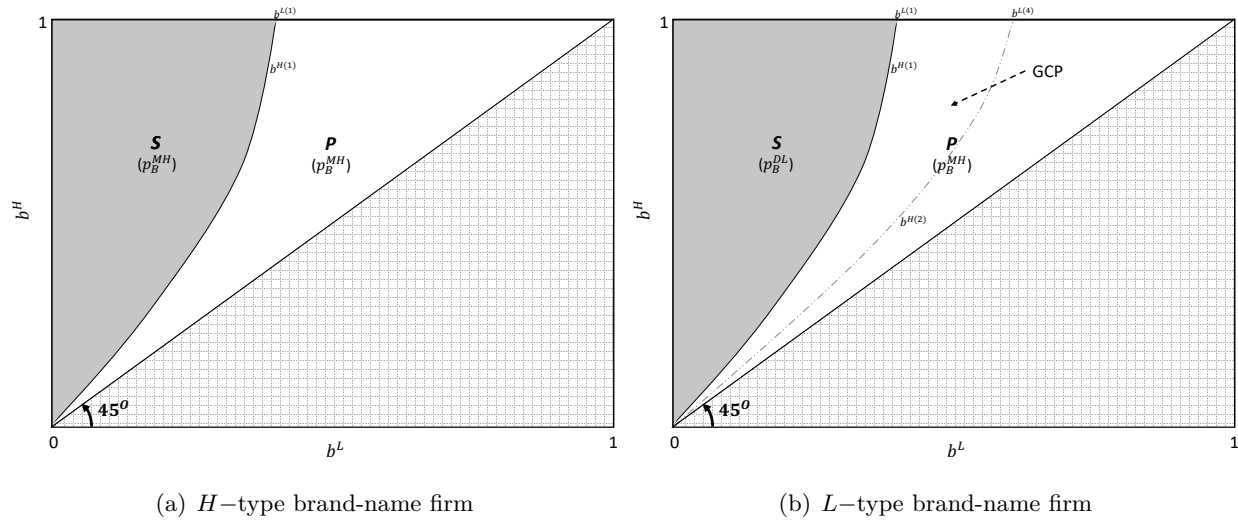 1
b^{L(1)}
b^{H(1)}
S
(p_B^{MH})
P
(p_B^{MH})
b^H
45^O
0
b^L
1
(a) H−type brand-name firm
1
b^{L(1)}
b^{L(4)}
b^{H(1)}
GCP
S
(p_B^{DL})
P
(p_B^{MH})
b^{H(2)}
b^H
45^O
0
b^L
1
(b) L−type brand-name firm